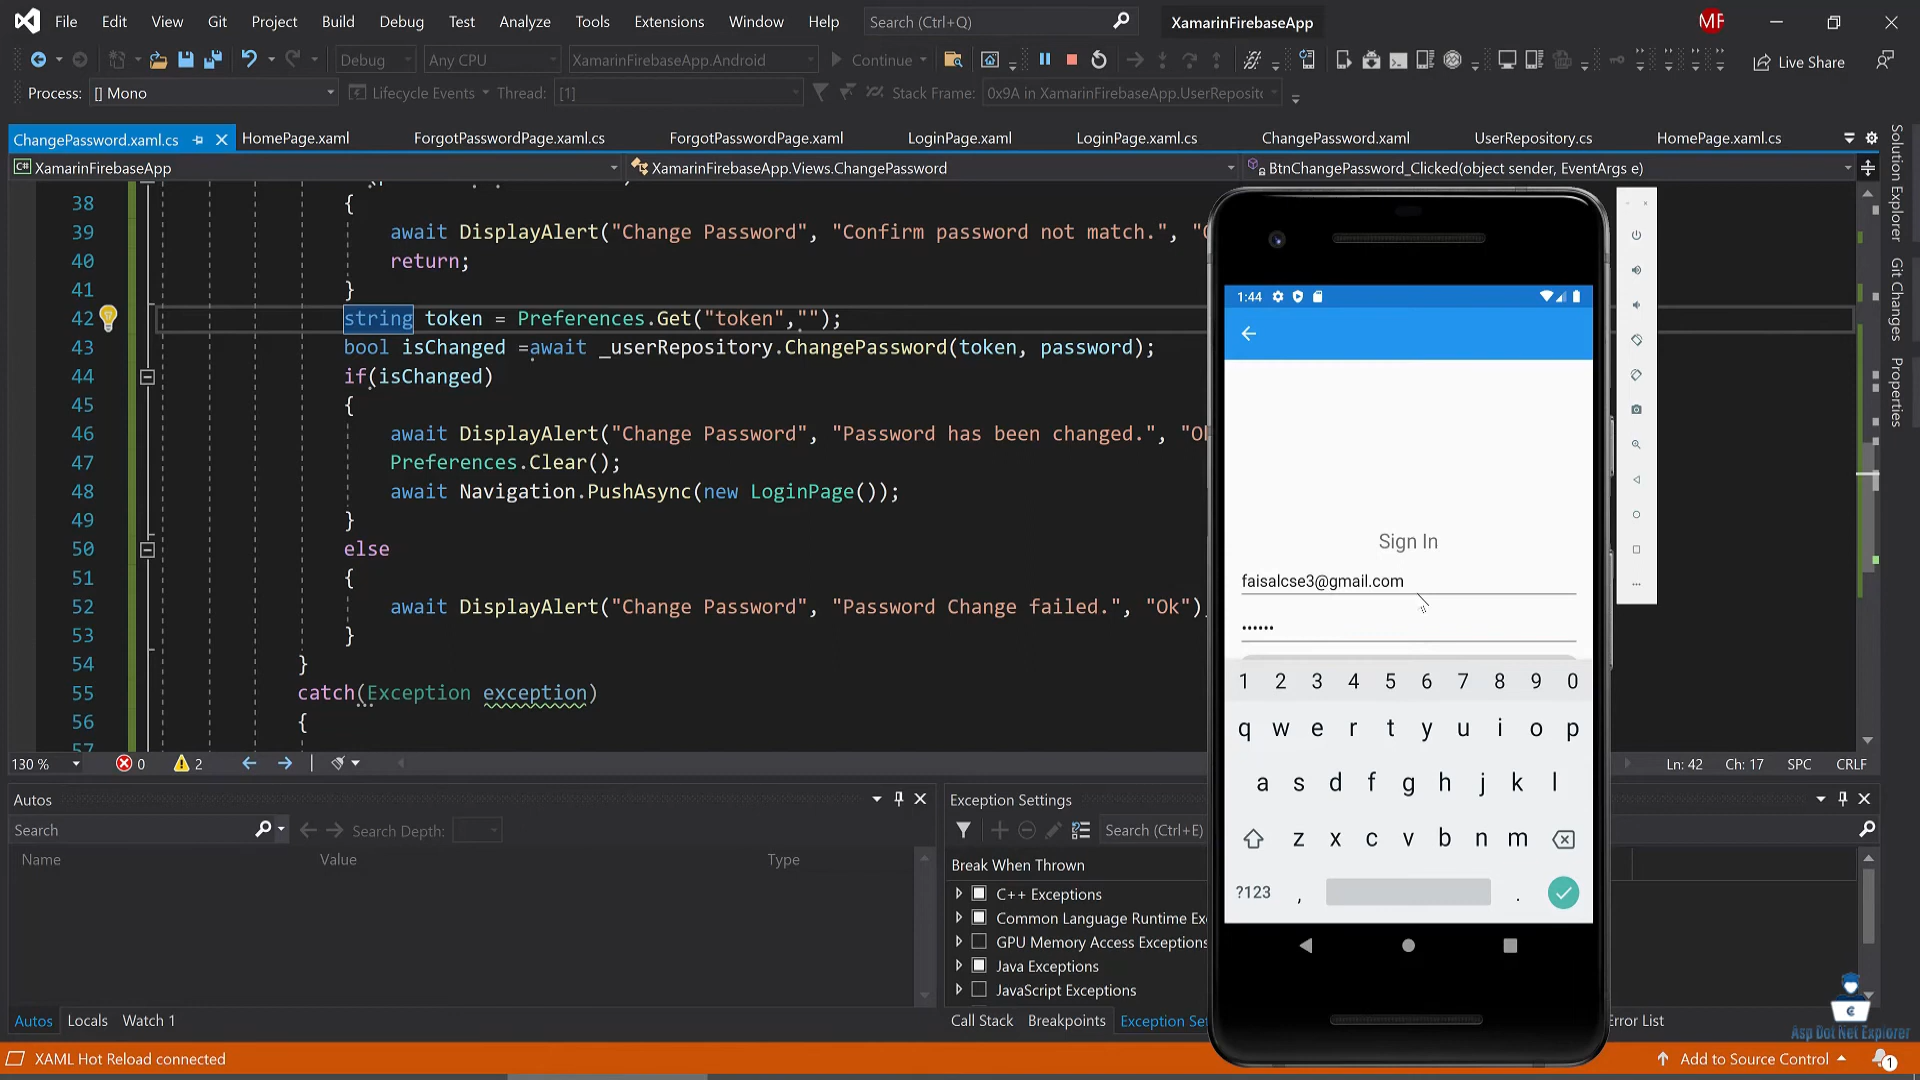 File Edit View Git Project Build Debug Test Analyze Tools Extensions Window Help Search (Ctrl+Q) XamarinFirebaseApp MF
Debug Any CPU XamarinFirebaseApp.Android Continue Live Share
Process: [] Mono Lifecycle Events Thread: [1] Stack Frame: 0x9A in XamarinFirebaseApp.UserReposito
ChangePassword.xaml.cs HomePage.xaml ForgotPasswordPage.xaml.cs ForgotPasswordPage.xaml LoginPage.xaml LoginPage.xaml.cs ChangePassword.xaml UserRepository.cs HomePage.xaml.cs
C# XamarinFirebaseApp XamarinFirebaseApp.Views.ChangePassword BtnChangePassword_Clicked(object sender, EventArgs e)
38 {
39 await DisplayAlert("Change Password", "Confirm password not match.", "O
40 return;
41 }
42 string token = Preferences.Get("token","");
43 bool isChanged =await _userRepository.ChangePassword(token, password);
44 if(isChanged)
45 {
46 await DisplayAlert("Change Password", "Password has been changed.", "Ok
47 Preferences.Clear();
48 await Navigation.PushAsync(new LoginPage());
49 }
50 else
51 {
52 await DisplayAlert("Change Password", "Password Change failed.", "Ok")
53 }
54 }
55 catch(Exception exception)
56 {
57
130 % 0 2 Ln: 42 Ch: 17 SPC CRLF
Solution Explorer
Git Changes
Properties
1:44
Sign In
faisalcse3@gmail.com
••••••
1 2 3 4 5 6 7 8 9 0
q w e r t y u i o p
a s d f g h j k l
z x c v b n m
?123 , .
Autos
Search Search Depth:
Name Value Type
Autos Locals Watch 1
Exception Settings
Search (Ctrl+E)
Break When Thrown
C++ Exceptions
Common Language Runtime Ex
GPU Memory Access Exceptions
Java Exceptions
JavaScript Exceptions
Call Stack Breakpoints Exception Set rror List
Asp Dot Net Explorer
XAML Hot Reload connected Add to Source Control 1